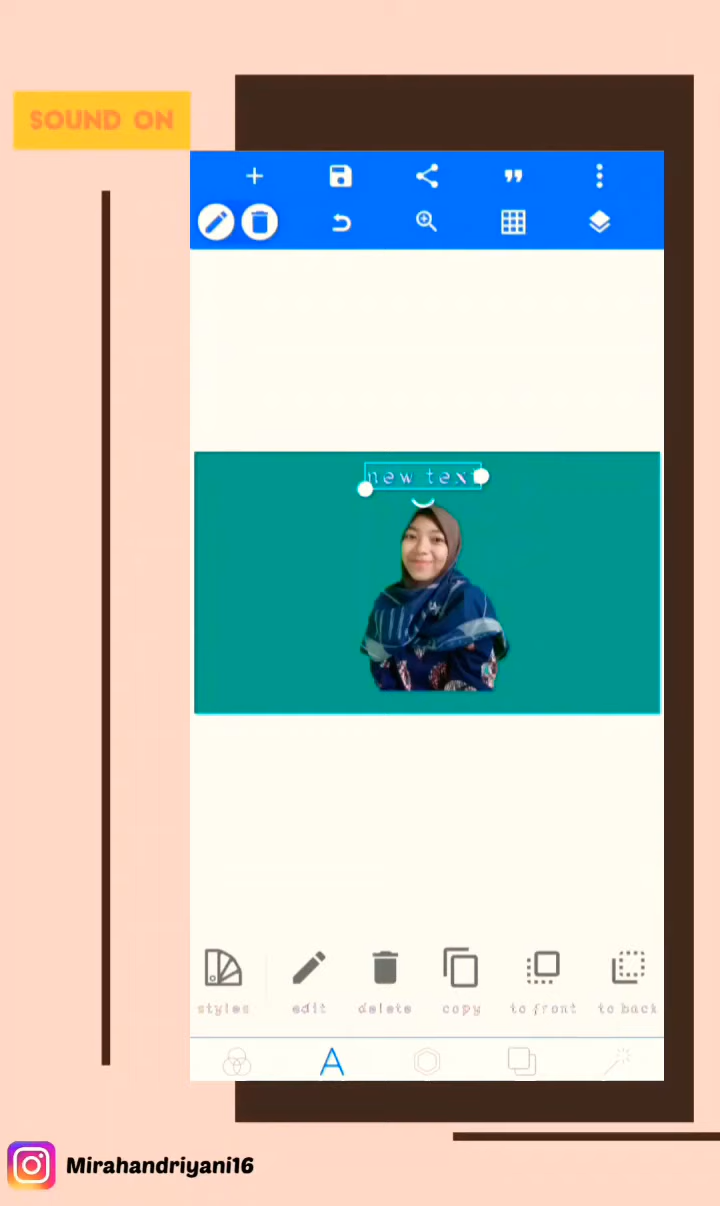 SOUND ON
new text
styles
edit
delete
copy
to front
to back
Mirahandriyani16